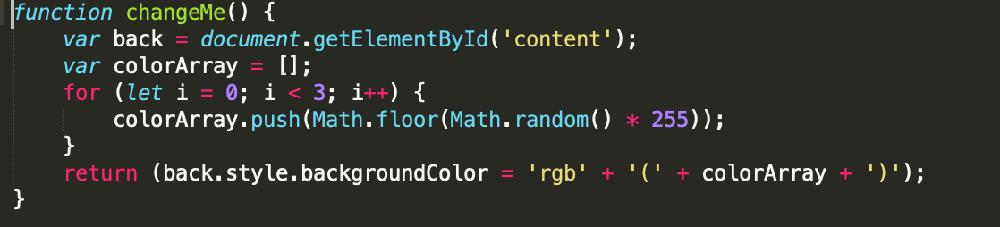 function changeMe() {
    var back = document.getElementById('content');
    var colorArray = [];
    for (let i = 0; i < 3; i++) {
        colorArray.push(Math.floor(Math.random() * 255));
    }
    return (back.style.backgroundColor = 'rgb' + '(' + colorArray + ')');
}